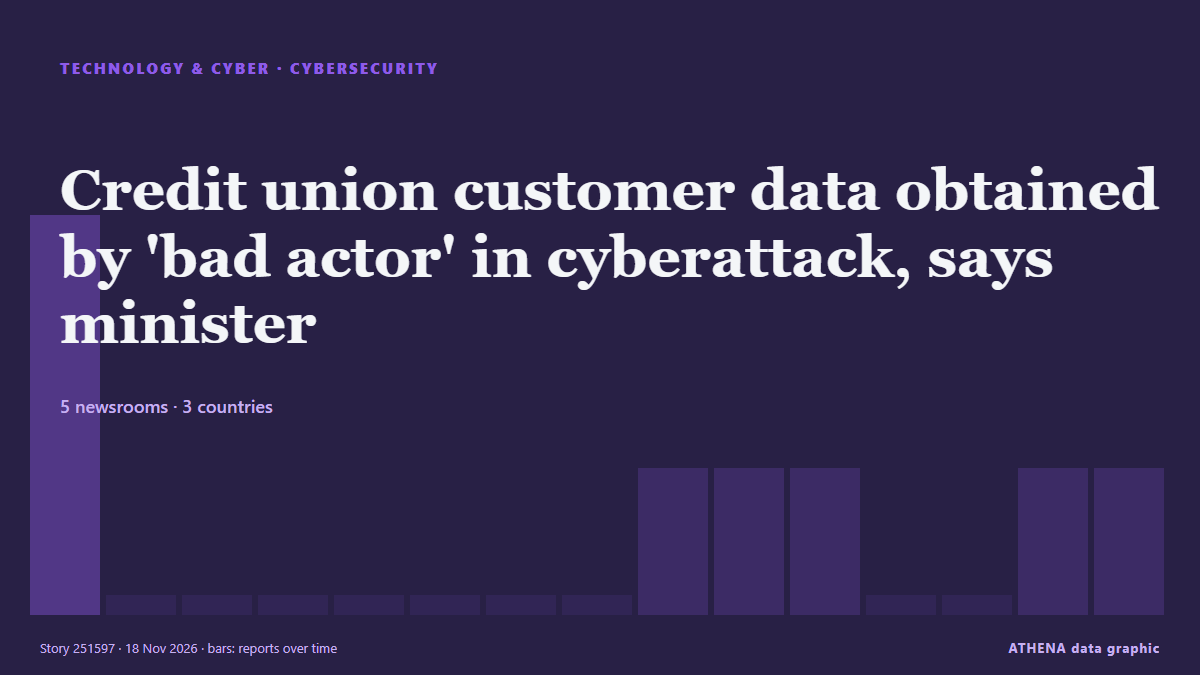 TECHNOLOGY & CYBER · CYBERSECURITY
Credit union customer data obtained
by 'bad actor' in cyberattack, says
minister
5 newsrooms · 3 countries
Story 251597 · 18 Nov 2026 · bars: reports over time
ATHENA data graphic